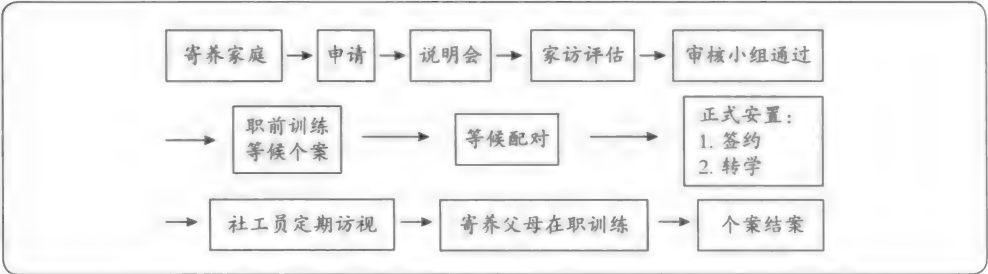 寄养家庭 申请 说明会 家访评估 审核小组通过
职前训练
等候个案
等候配对
正式安置：
1. 签约
2. 转学
社工员定期访视 寄养父母在职训练 个案结案